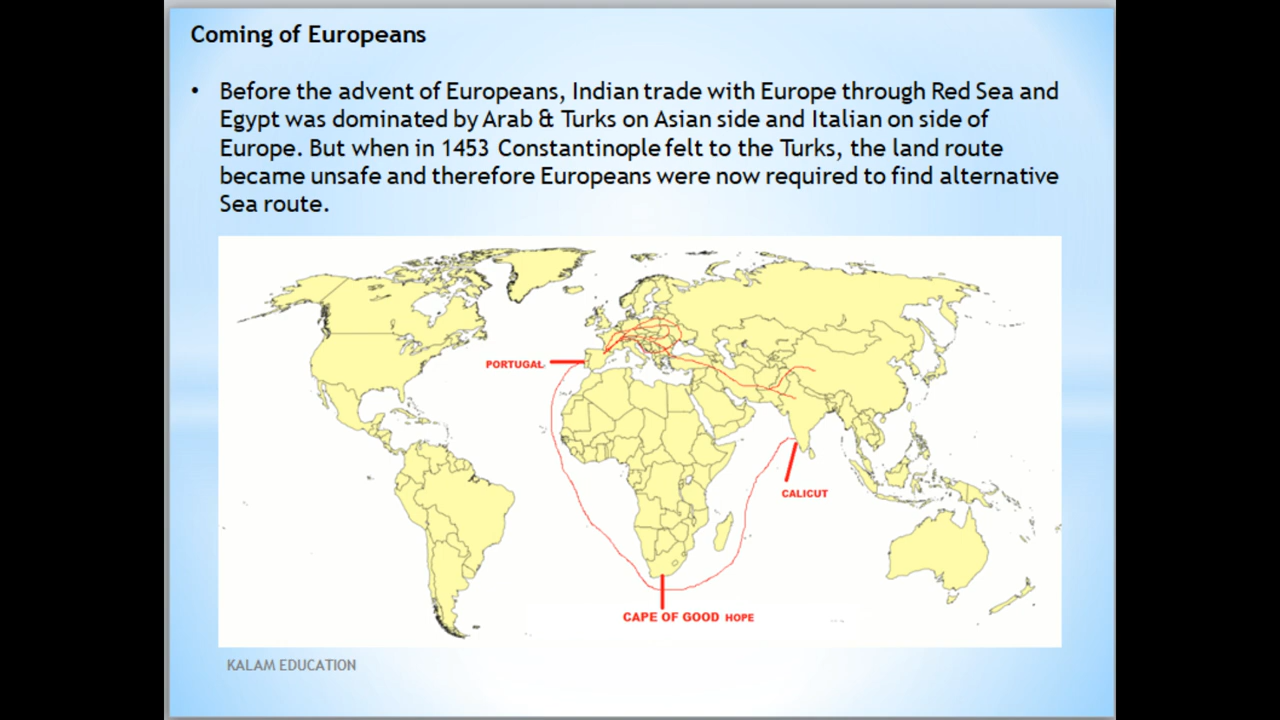 Coming of Europeans
• Before the advent of Europeans, Indian trade with Europe through Red Sea and
Egypt was dominated by Arab & Turks on Asian side and Italian on side of
Europe. But when in 1453 Constantinople felt to the Turks, the land route
became unsafe and therefore Europeans were now required to find alternative
Sea route.
PORTUGAL
CALICUT
CAPE OF GOOD HOPE
KALAM EDUCATION